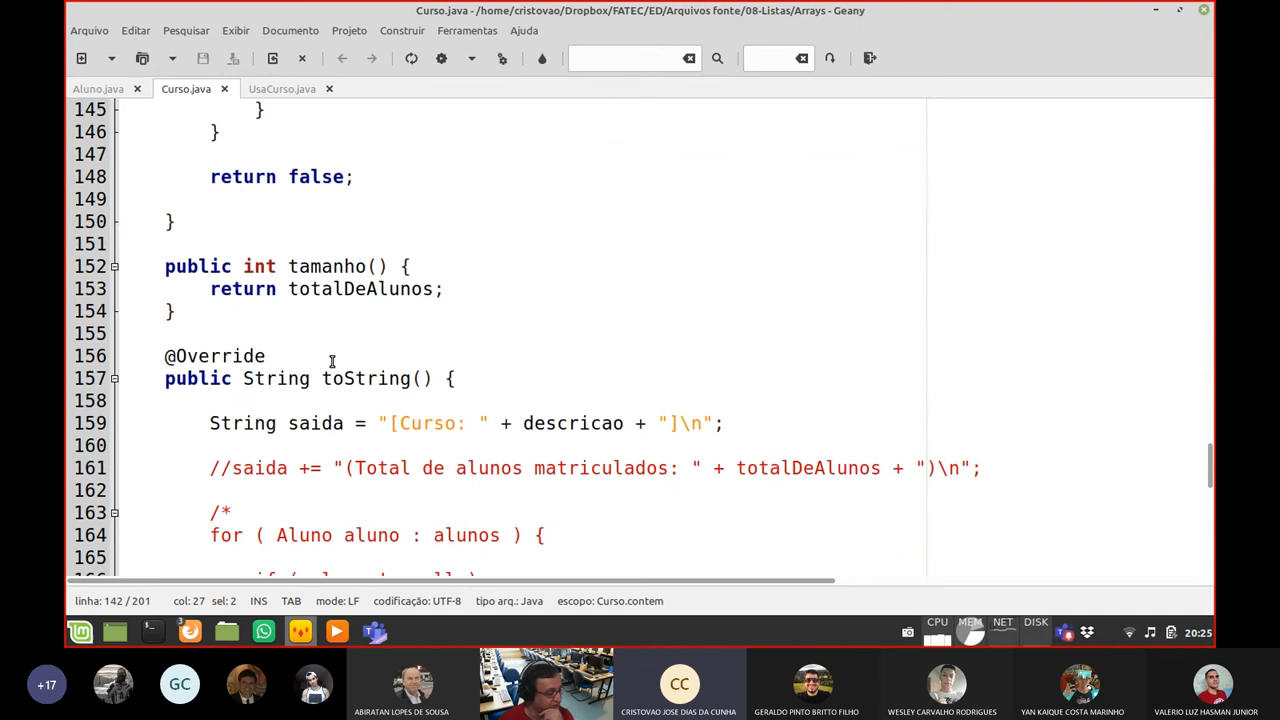 Curso.java - /home/cristovao/Dropbox/FATEC/ED/Arquivos fonte/08-Listas/Arrays - Geany
Arquivo Editar Pesquisar Exibir Documento Projeto Construir Ferramentas Ajuda
Aluno.java Curso.java UsaCurso.java
145 }
146 }
147
148 return false;
149
150 }
151
152 public int tamanho() {
153 return totalDeAlunos;
154 }
155
156 @Override
157 public String toString() {
158
159 String saida = "[Curso: " + descricao + "]\n";
160
161 //saida += "(Total de alunos matriculados: " + totalDeAlunos + ")\n";
162
163 /*
164 for ( Aluno aluno : alunos ) {
165
linha: 142 / 201 col: 27 sel: 2 INS TAB mode: LF codificação: UTF-8 tipo arq.: Java escopo: Curso.contem
CPU MEM NET DISK
3
20:25
+17 GC CC
ABIRATAN LOPES DE SOUSA CRISTOVAO JOSE DIAS DA CUNHA GERALDO PINTO BRITTO FILHO WESLEY CARVALHO RODRIGUES YAN KAIQUE COSTA MARINHO VALERIO LUZ HASMAN JUNIOR